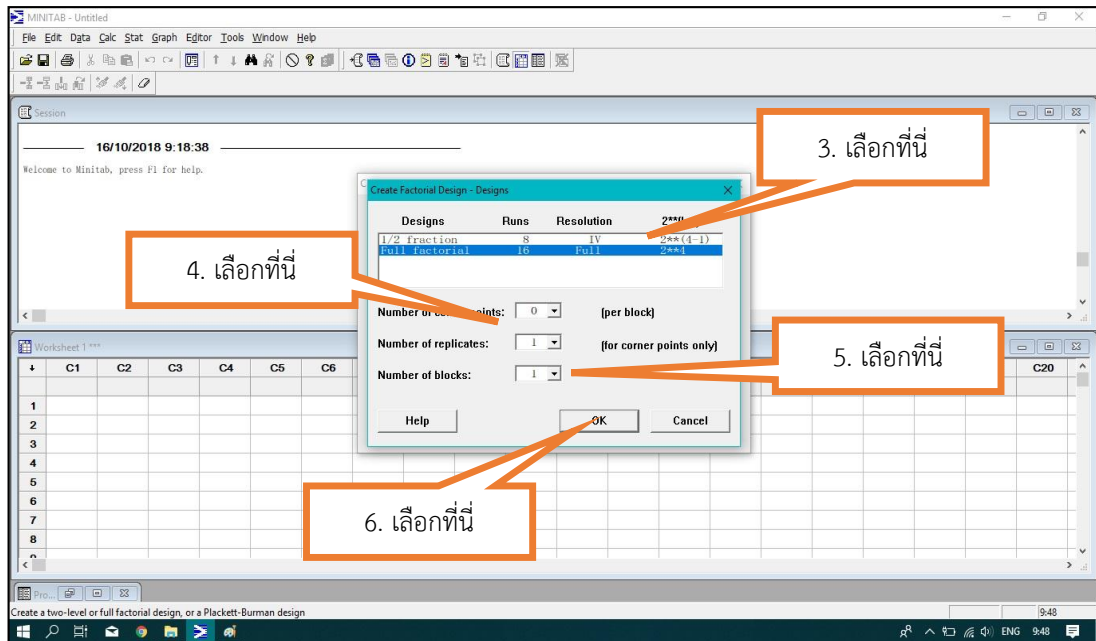 MINITAB - Untitled
File Edit Data Calc Stat Graph Editor Tools Window Help
Session
16/10/2018 9:18:38
Welcome to Minitab, press F1 for help.
3. เลือกที่นี่
Create Factorial Design - Designs
Designs Runs Resolution
1/2 fraction 8 IV 2**(4-1)
Full factorial 16 Full 2**4
4. เลือกที่นี่
Number of points: 0 (per block)
Number of replicates: 1 (for corner points only)
Number of blocks: 1
5. เลือกที่นี่
Help OK Cancel
6. เลือกที่นี่
Worksheet 1 ***
C1 C2 C3 C4 C5 C6 C20
1
2
3
4
5
6
7
8
Pro...
Create a two-level or full factorial design, or a Plackett-Burman design
9:48
ENG 9:48